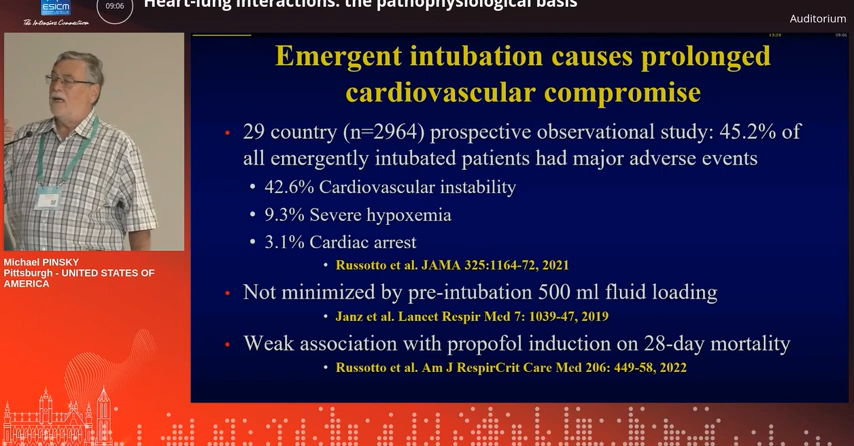 Heart-lung interactions: the pathophysiological basis
ESICM
The Intensive Connection
09:06
Auditorium
09:06
Emergent intubation causes prolonged
cardiovascular compromise
• 29 country (n=2964) prospective observational study: 45.2% of
all emergently intubated patients had major adverse events
• 42.6% Cardiovascular instability
• 9.3% Severe hypoxemia
• 3.1% Cardiac arrest
• Russotto et al. JAMA 325:1164-72, 2021
• Not minimized by pre-intubation 500 ml fluid loading
• Janz et al. Lancet Respir Med 7: 1039-47, 2019
• Weak association with propofol induction on 28-day mortality
• Russotto et al. Am J RespirCrit Care Med 206: 449-58, 2022
Michael PINSKY
Pittsburgh - UNITED STATES OF
AMERICA